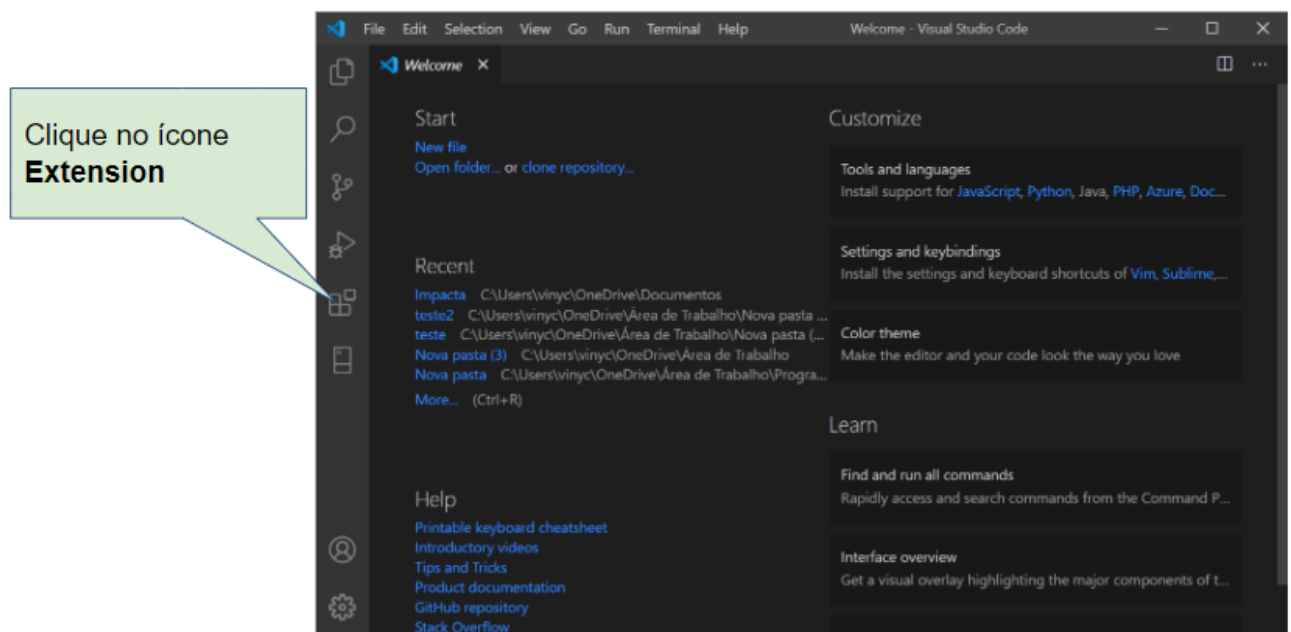 File Edit Selection View Go Run Terminal Help Welcome - Visual Studio Code
Welcome
Clique no ícone
Extension
Start
New file
Open folder... or clone repository...
Recent
Impacta C:\Users\vinyc\OneDrive\Documentos
teste2 C:\Users\vinyc\OneDrive\Área de Trabalho\Nova pasta ...
teste C:\Users\vinyc\OneDrive\Área de Trabalho\Nova pasta (...
Nova pasta (3) C:\Users\vinyc\OneDrive\Área de Trabalho
Nova pasta C:\Users\vinyc\OneDrive\Área de Trabalho\Progra...
More... (Ctrl+R)
Help
Printable keyboard cheatsheet
Introductory videos
Tips and Tricks
Product documentation
GitHub repository
Stack Overflow
Customize
Tools and languages
Install support for JavaScript, Python, Java, PHP, Azure, Doc...
Settings and keybindings
Install the settings and keyboard shortcuts of Vim, Sublime,...
Color theme
Make the editor and your code look the way you love
Learn
Find and run all commands
Rapidly access and search commands from the Command P...
Interface overview
Get a visual overlay highlighting the major components of t...